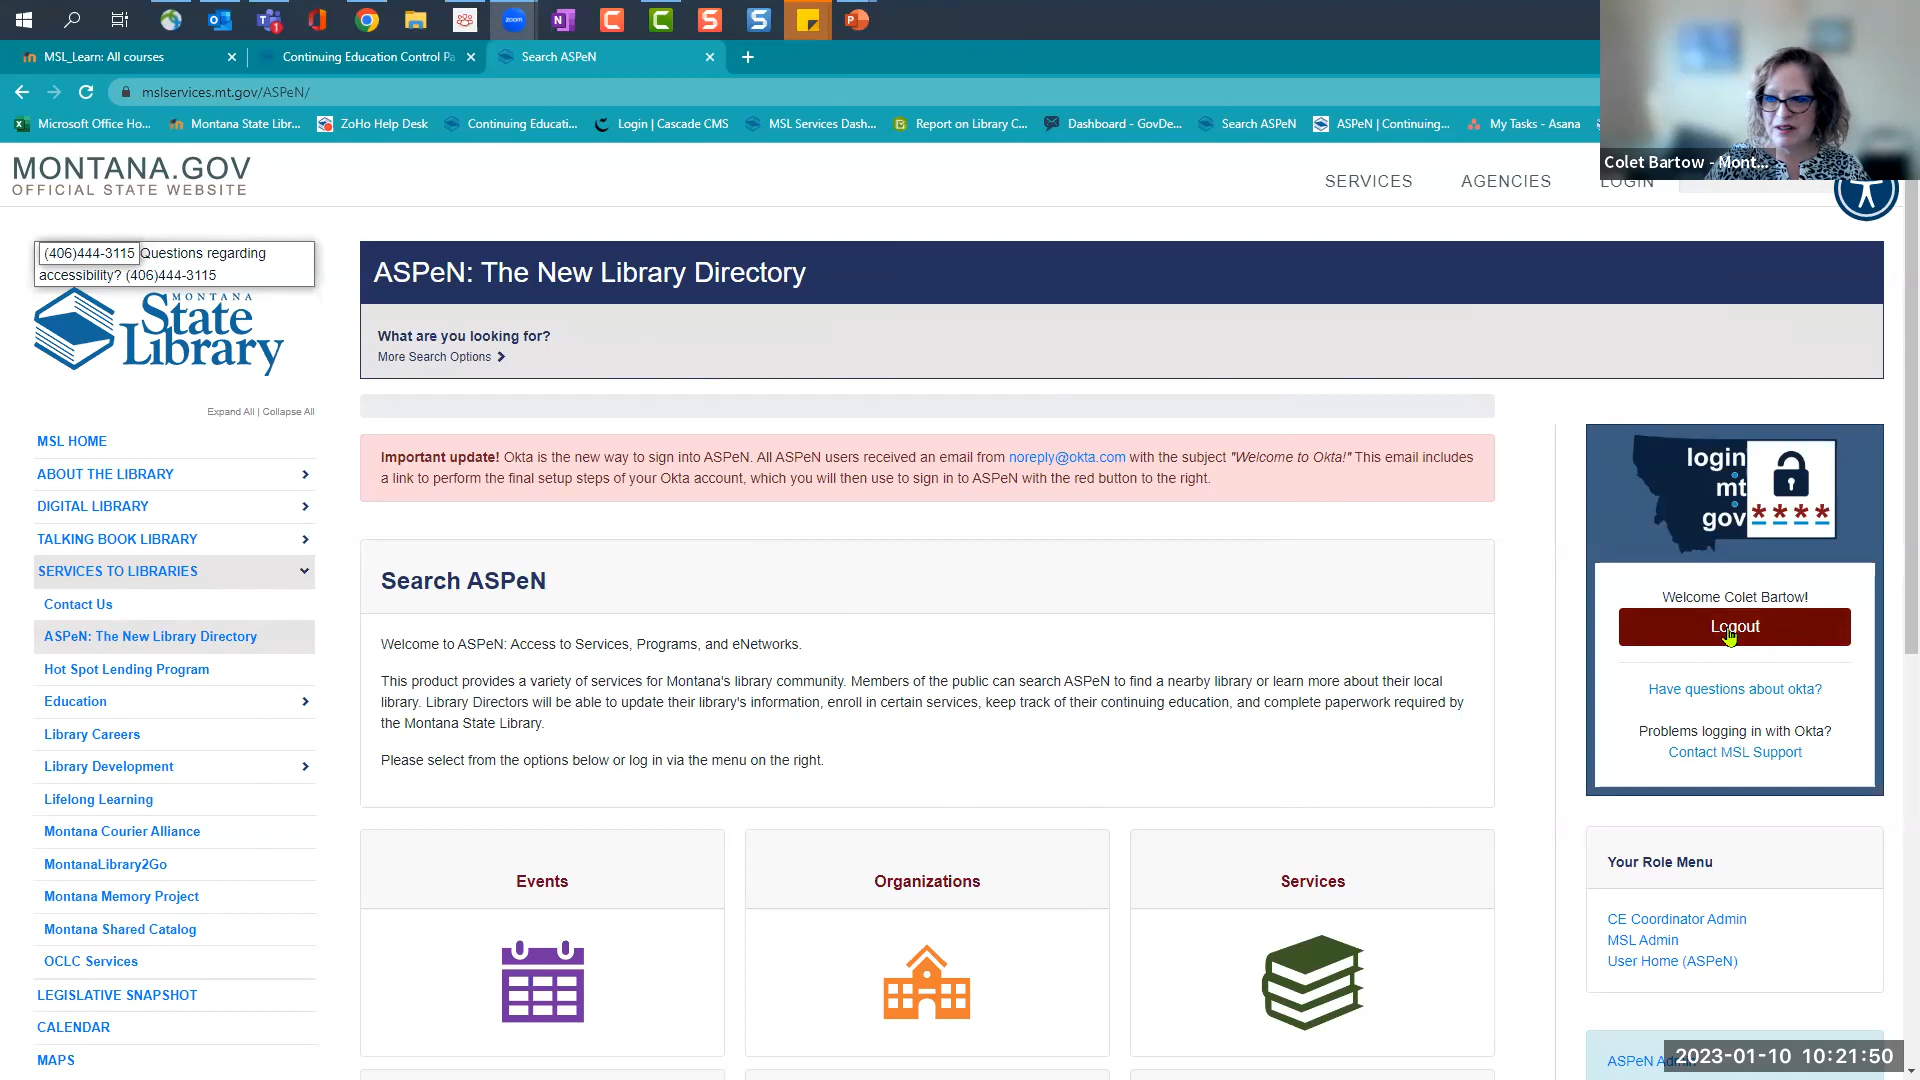 MSL_Learn: All courses
Continuing Education Control Pa
Search ASPeN
mslservices.mt.gov/ASPeN/
Microsoft Office Ho...
Montana State Libr...
ZoHo Help Desk
Continuing Educati...
Login | Cascade CMS
MSL Services Dash...
Report on Library C...
Dashboard - GovDe...
Search ASPeN
ASPeN | Continuing...
My Tasks - Asana
Colet Bartow - Mont...
MONTANA.GOV
OFFICIAL STATE WEBSITE
SERVICES
AGENCIES
LOGIN
(406)444-3115 Questions regarding
accessibility? (406)444-3115
MONTANA
State
Library
Expand All | Collapse All
MSL HOME
ABOUT THE LIBRARY
DIGITAL LIBRARY
TALKING BOOK LIBRARY
SERVICES TO LIBRARIES
Contact Us
ASPeN: The New Library Directory
Hot Spot Lending Program
Education
Library Careers
Library Development
Lifelong Learning
Montana Courier Alliance
MontanaLibrary2Go
Montana Memory Project
Montana Shared Catalog
OCLC Services
LEGISLATIVE SNAPSHOT
CALENDAR
MAPS
ASPeN: The New Library Directory
What are you looking for?
More Search Options
Important update! Okta is the new way to sign into ASPeN. All ASPeN users received an email from noreply@okta.com with the subject "Welcome to Okta!" This email includes
a link to perform the final setup steps of your Okta account, which you will then use to sign in to ASPeN with the red button to the right.
Search ASPeN
Welcome to ASPeN: Access to Services, Programs, and eNetworks.
This product provides a variety of services for Montana's library community. Members of the public can search ASPeN to find a nearby library or learn more about their local
library. Library Directors will be able to update their library's information, enroll in certain services, keep track of their continuing education, and complete paperwork required by
the Montana State Library.
Please select from the options below or log in via the menu on the right.
Events
Organizations
Services
login
mt
gov
****
Welcome Colet Bartow!
Logout
Have questions about okta?
Problems logging in with Okta?
Contact MSL Support
Your Role Menu
CE Coordinator Admin
MSL Admin
User Home (ASPeN)
ASPeN Admin
2023-01-10 10:21:50